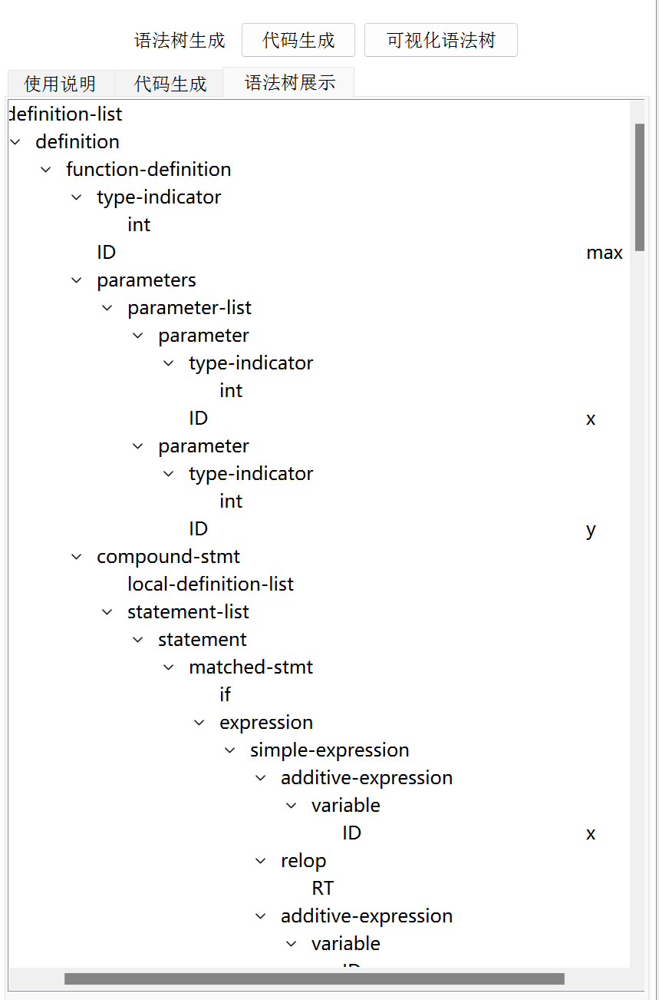 语法树生成 代码生成 可视化语法树
使用说明 代码生成 语法树展示
definition-list
definition
function-definition
type-indicator
int
ID max
parameters
parameter-list
parameter
type-indicator
int
ID x
parameter
type-indicator
int
ID y
compound-stmt
local-definition-list
statement-list
statement
matched-stmt
if
expression
simple-expression
additive-expression
variable
ID x
relop
RT
additive-expression
variable